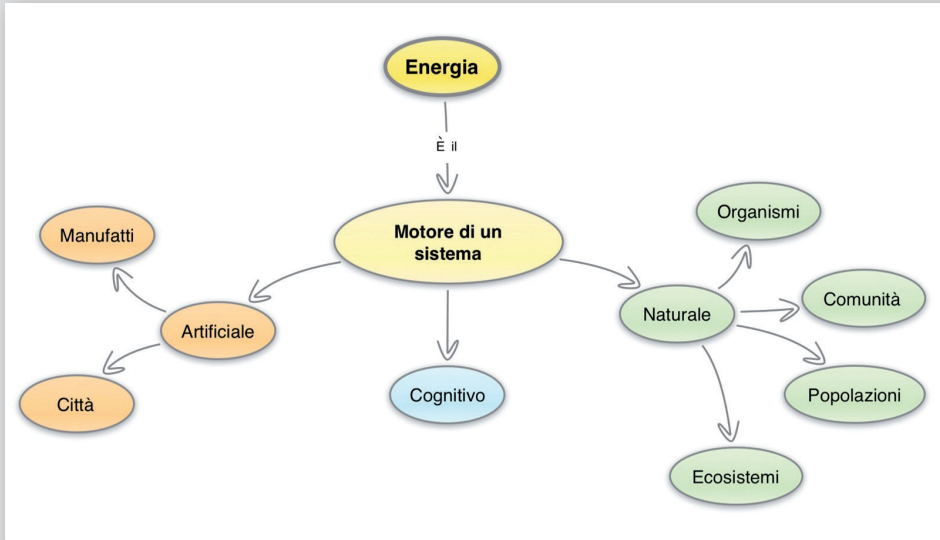 Energia
È il
Motore di un
sistema
Manufatti
Artificiale
Città
Cognitivo
Naturale
Organismi
Comunità
Popolazioni
Ecosistemi